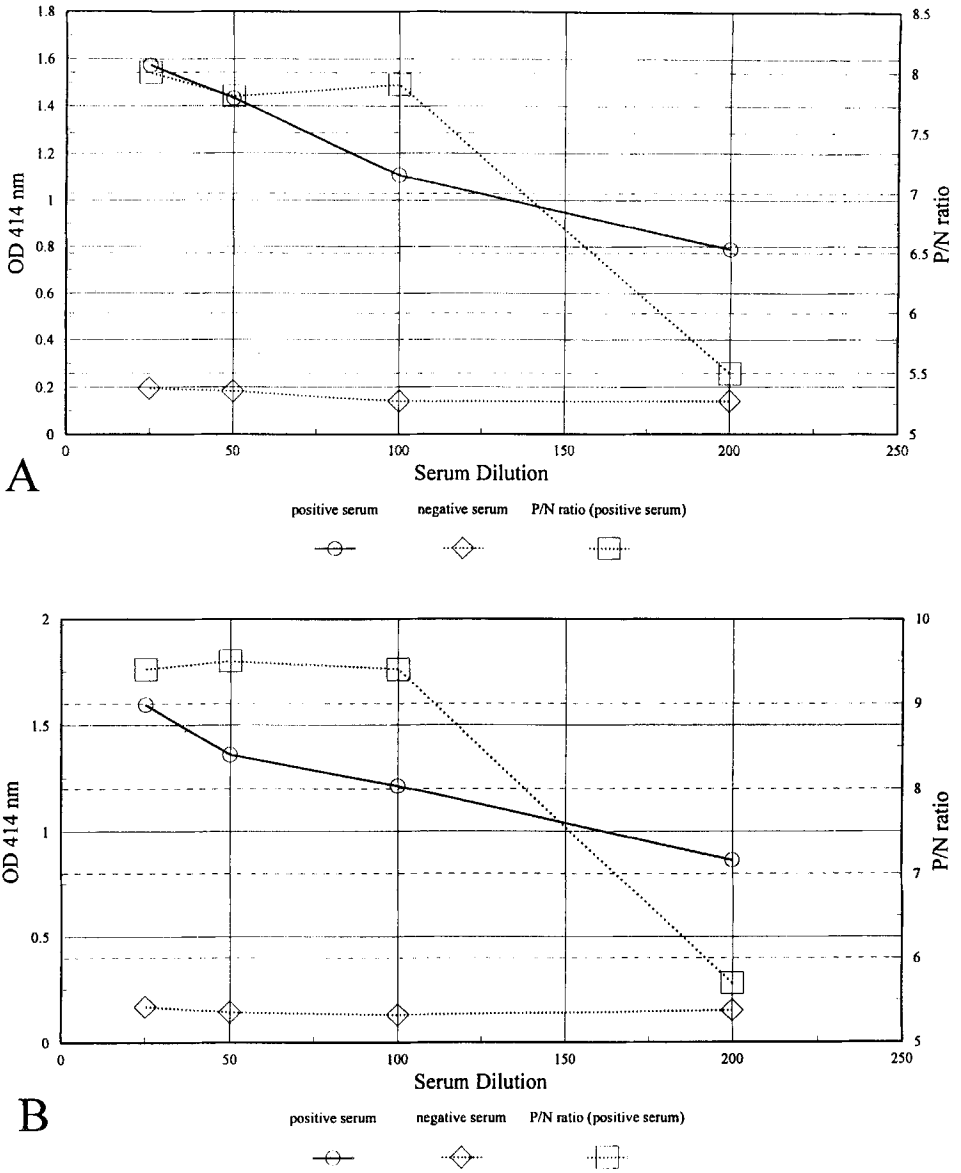 1.8
1.6
1.4
1.2
1
0.8
0.6
0.4
0.2
0
OD 414 nm
8.5
8
7.5
7
6.5
6
5.5
5
P/N ratio
0 50 100 150 200 250
Serum Dilution
A
positive serum negative serum P/N ratio (positive serum)
2
1.5
1
0.5
0
OD 414 nm
10
9
8
7
6
5
P/N ratio
0 50 100 150 200 250
Serum Dilution
B
positive serum negative serum P/N ratio (positive serum)